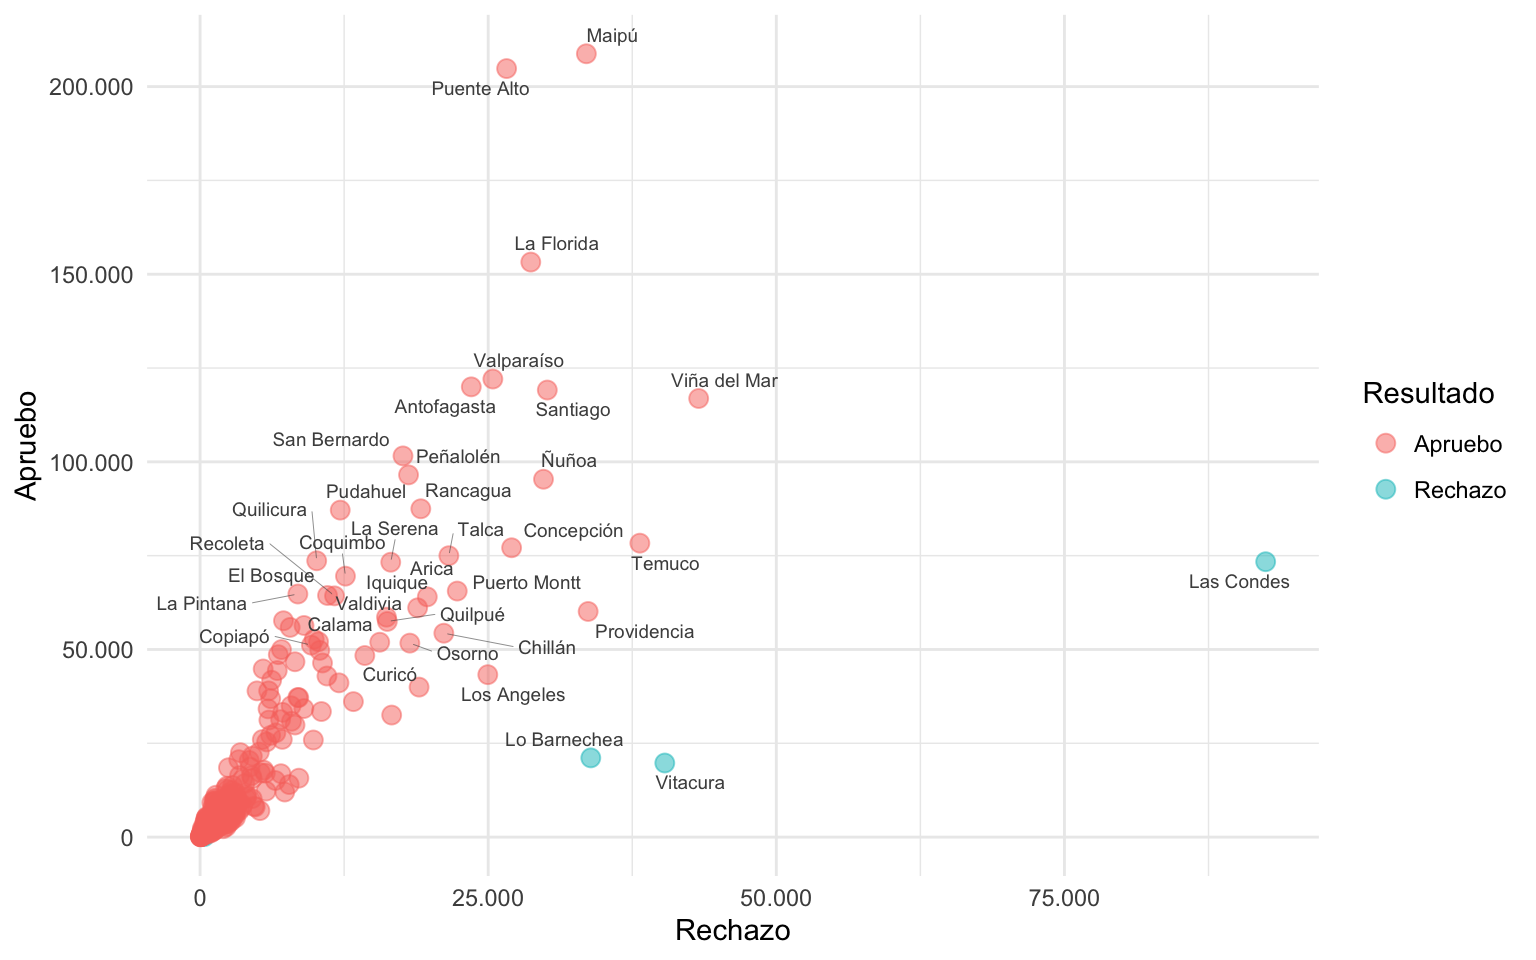 Maipú
200.000
Puente Alto
La Florida
150.000
Valparaíso
Viña del Mar
Antofagasta
Santiago
San Bernardo
100.000
Peñalolén
Ñuñoa
Pudahuel
Rancagua
Quilicura
La Serena
Talca
Concepción
Recoleta
Coquimbo
Temuco
Arica
El Bosque
Iquique
Puerto Montt
Las Condes
La Pintana
Valdivia
Quilpué
Calama
Providencia
Copiapó
50.000
Chillán
Osorno
Curicó
Los Angeles
Lo Barnechea
Vitacura
0
Apruebo
0
25.000
50.000
75.000
Rechazo
Resultado
Apruebo
Rechazo